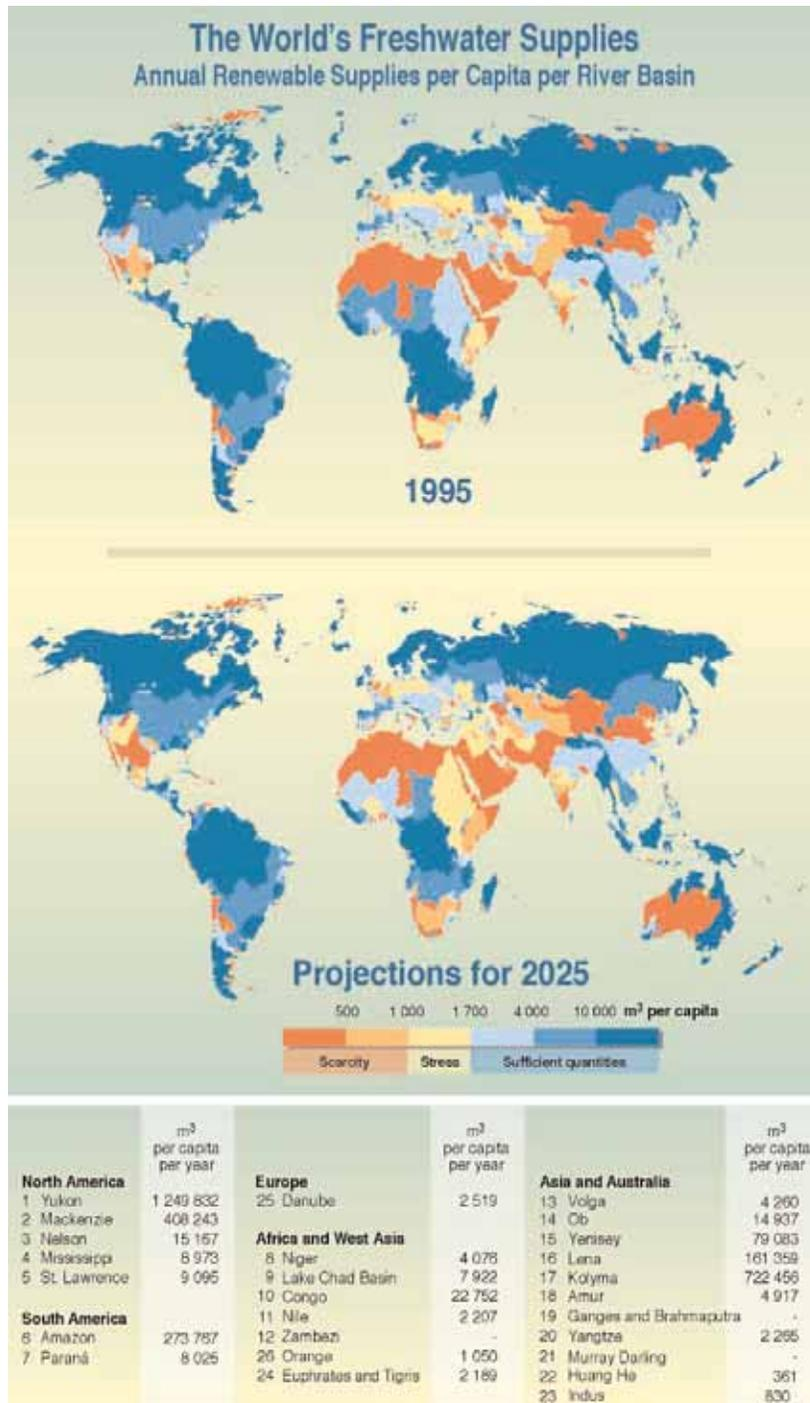 The World's Freshwater Supplies
Annual Renewable Supplies per Capita per River Basin
1995
Projections for 2025
500 1 000 1 700 4 000 10 000 m³ per capita
Scarcity Stress Sufficient quantities
m³
per capita
per year
North America
1 Yukon 1 249 832
2 Mackenzie 408 243
3 Nelson 15 167
4 Mississippi 8 973
5 St. Lawrence 9 095
South America
6 Amazon 273 767
7 Paraná 8 025
m³
per capita
per year
Europe
25 Danube 2 519
Africa and West Asia
8 Niger 4 076
9 Lake Chad Basin 7 922
10 Congo 22 752
11 Nile 2 207
12 Zambezi -
26 Orange 1 050
24 Euphrates and Tigris 2 189
m³
per capita
per year
Asia and Australia
13 Volga 4 260
14 Ob 14 937
15 Yenisey 79 083
16 Lena 161 359
17 Kolyma 722 456
18 Amur 4 917
19 Ganges and Brahmaputra -
20 Yangtze 2 265
21 Murray Darling -
22 Huang He 361
23 Indus 830